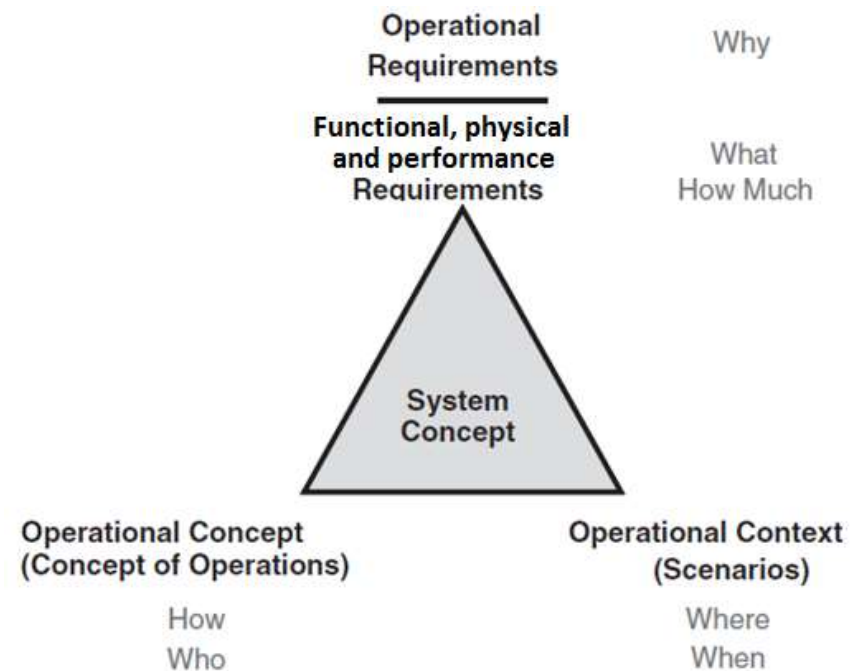 Operational
Requirements
Why
Functional, physical
and performance
Requirements
What
How Much
System
Concept
Operational Concept
(Concept of Operations)
How
Who
Operational Context
(Scenarios)
Where
When